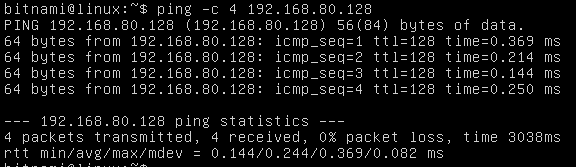 bitnami@linux:~$ ping -c 4 192.168.80.128
PING 192.168.80.128 (192.168.80.128) 56(84) bytes of data.
64 bytes from 192.168.80.128: icmp_seq=1 ttl=128 time=0.369 ms
64 bytes from 192.168.80.128: icmp_seq=2 ttl=128 time=0.214 ms
64 bytes from 192.168.80.128: icmp_seq=3 ttl=128 time=0.144 ms
64 bytes from 192.168.80.128: icmp_seq=4 ttl=128 time=0.250 ms
--- 192.168.80.128 ping statistics ---
4 packets transmitted, 4 received, 0% packet loss, time 3038ms
rtt min/avg/max/mdev = 0.144/0.244/0.369/0.082 ms